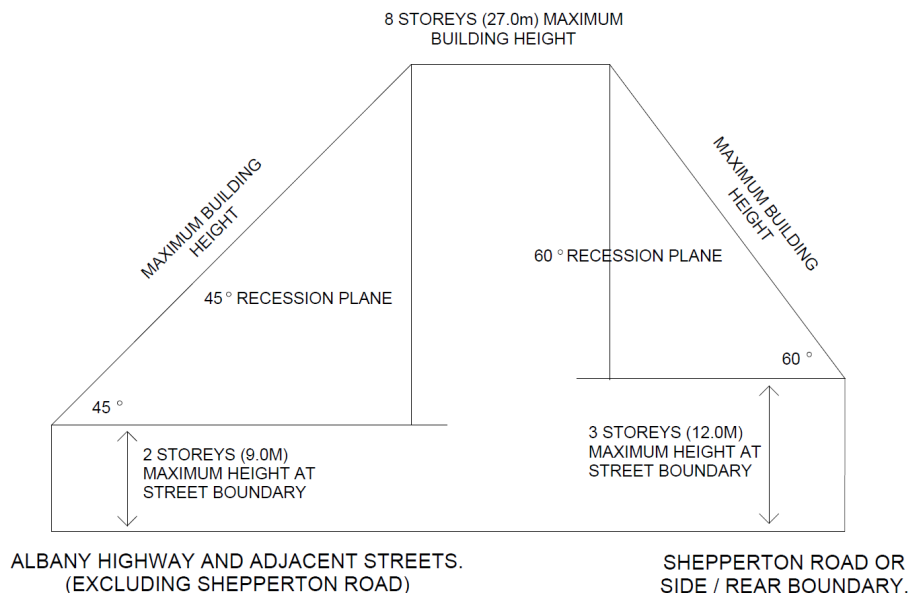 8 STOREYS (27.0m) MAXIMUM
BUILDING HEIGHT
MAXIMUM BUILDING
HEIGHT
MAXIMUM BUILDING
HEIGHT
60 ° RECESSION PLANE
45 ° RECESSION PLANE
60 °
45 °
2 STOREYS (9.0M)
MAXIMUM HEIGHT AT
STREET BOUNDARY
3 STOREYS (12.0M)
MAXIMUM HEIGHT AT
STREET BOUNDARY
ALBANY HIGHWAY AND ADJACENT STREETS.
(EXCLUDING SHEPPERTON ROAD)
SHEPPERTON ROAD OR
SIDE / REAR BOUNDARY.